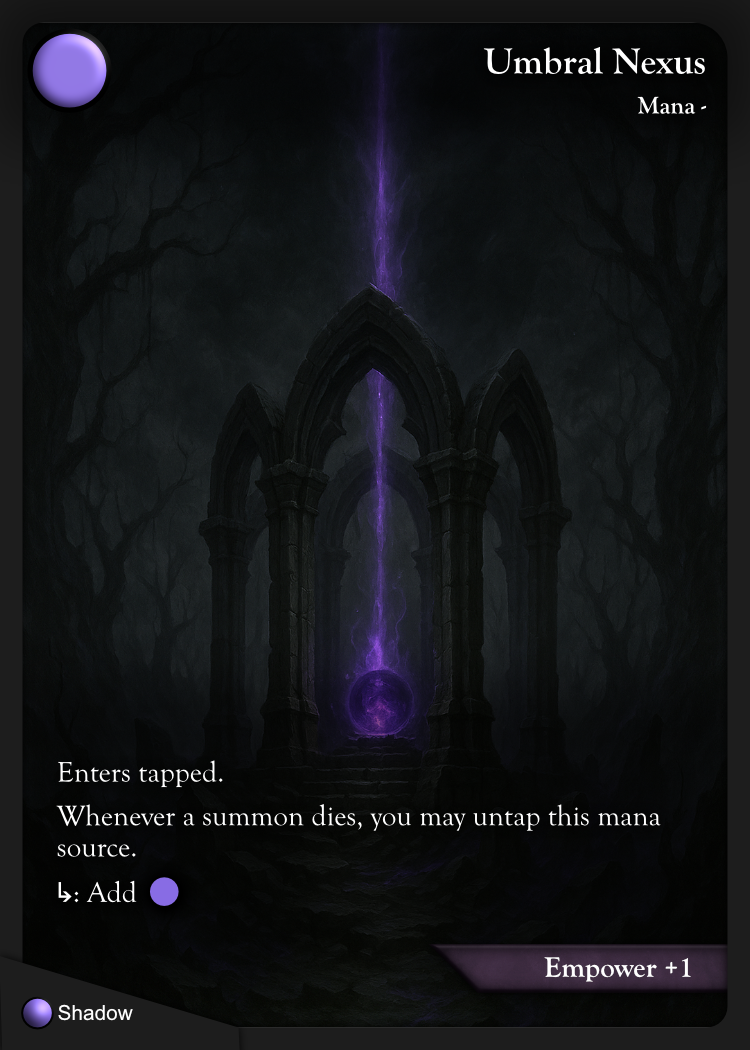 Umbral Nexus
Mana -
Enters tapped.
Whenever a summon dies, you may untap this mana
source.
↳: Add
Empower +1
Shadow